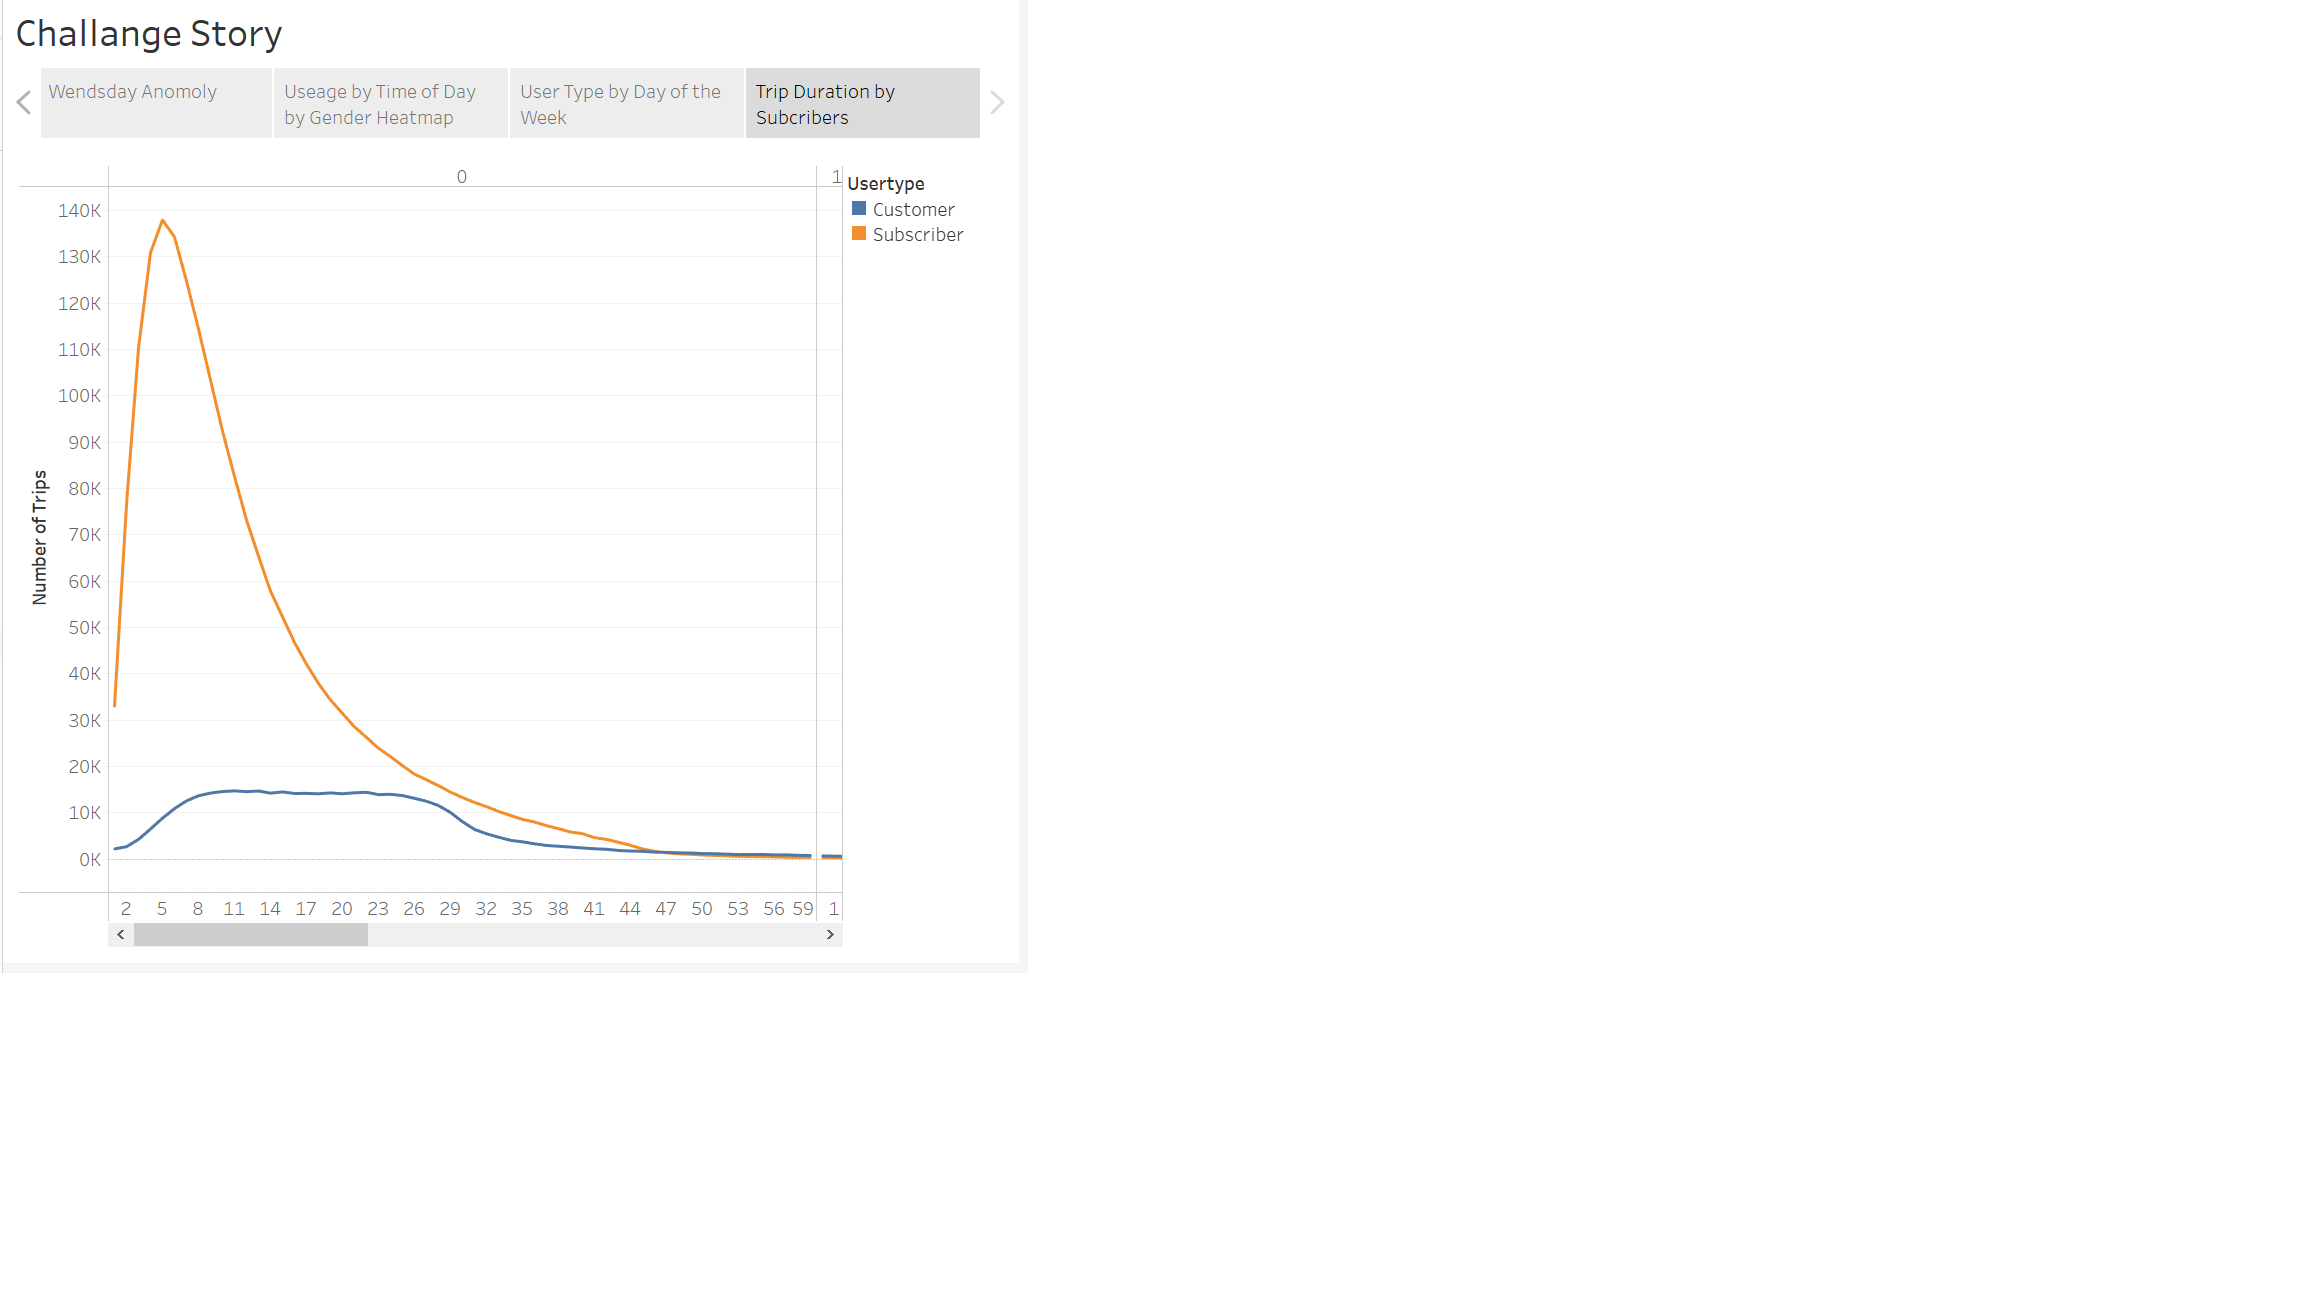 Challange Story
Wendsday Anomoly
Useage by Time of Day
by Gender Heatmap
User Type by Day of the
Week
Trip Duration by
Subcribers
0
1
Usertype
Customer
Subscriber
140K
130K
120K
110K
100K
90K
80K
70K
60K
50K
40K
30K
20K
10K
0K
Number of Trips
2 5 8 11 14 17 20 23 26 29 32 35 38 41 44 47 50 53 56 59 1